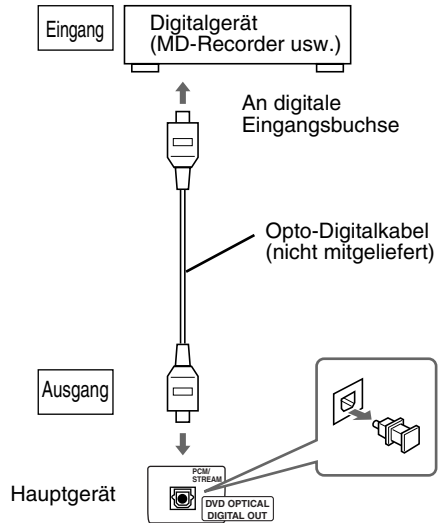 Eingang
Digitalgerät
(MD-Recorder usw.)
An digitale
Eingangsbuchse
Opto-Digitalkabel
(nicht mitgeliefert)
Ausgang
PCM/
STREAM
Hauptgerät
DVD OPTICAL
DIGITAL OUT